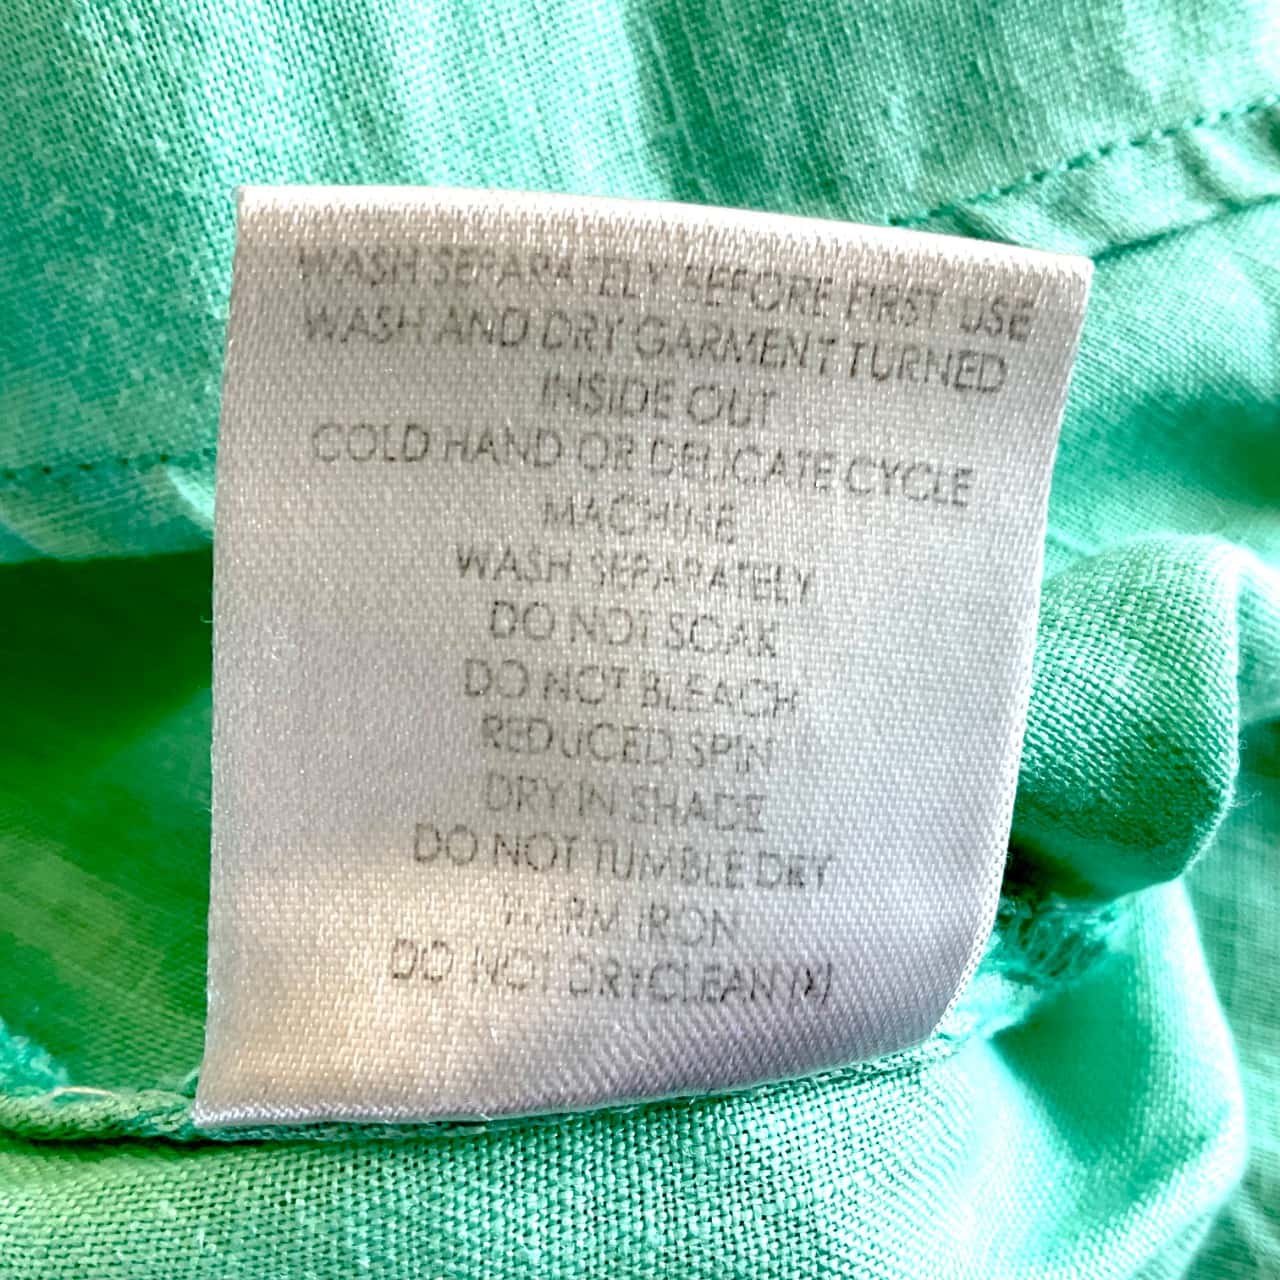 WASH SEPARATELY BEFORE FIRST USE
WASH AND DRY GARMENT TURNED
INSIDE OUT
COLD HAND OR DELICATE CYCLE
MACHINE
WASH SEPARATELY
DO NOT SOAK
DO NOT BLEACH
REDUCED SPIN
DRY IN SHADE
DO NOT TUMBLE DRY
WARM IRON
DO NOT DRYCLEAN (X)